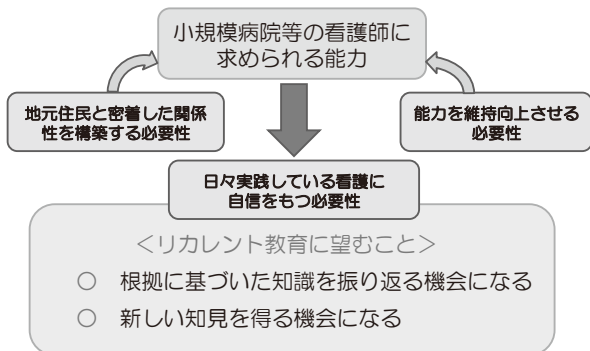 小規模病院等の看護師に
求められる能力
地元住民と密着した関係
性を構築する必要性
能力を維持向上させる
必要性
日々実践している看護に
自信をもつ必要性
＜リカレント教育に望むこと＞
○ 根拠に基づいた知識を振り返る機会になる
○ 新しい知見を得る機会になる